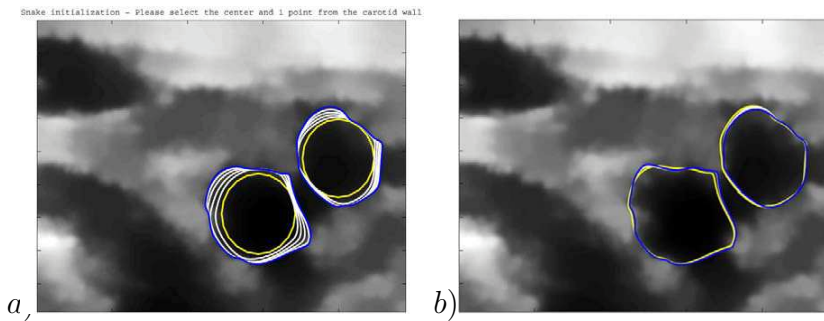 Snake initialization - Please select the center and 1 point from the carotid wall
a,
b)